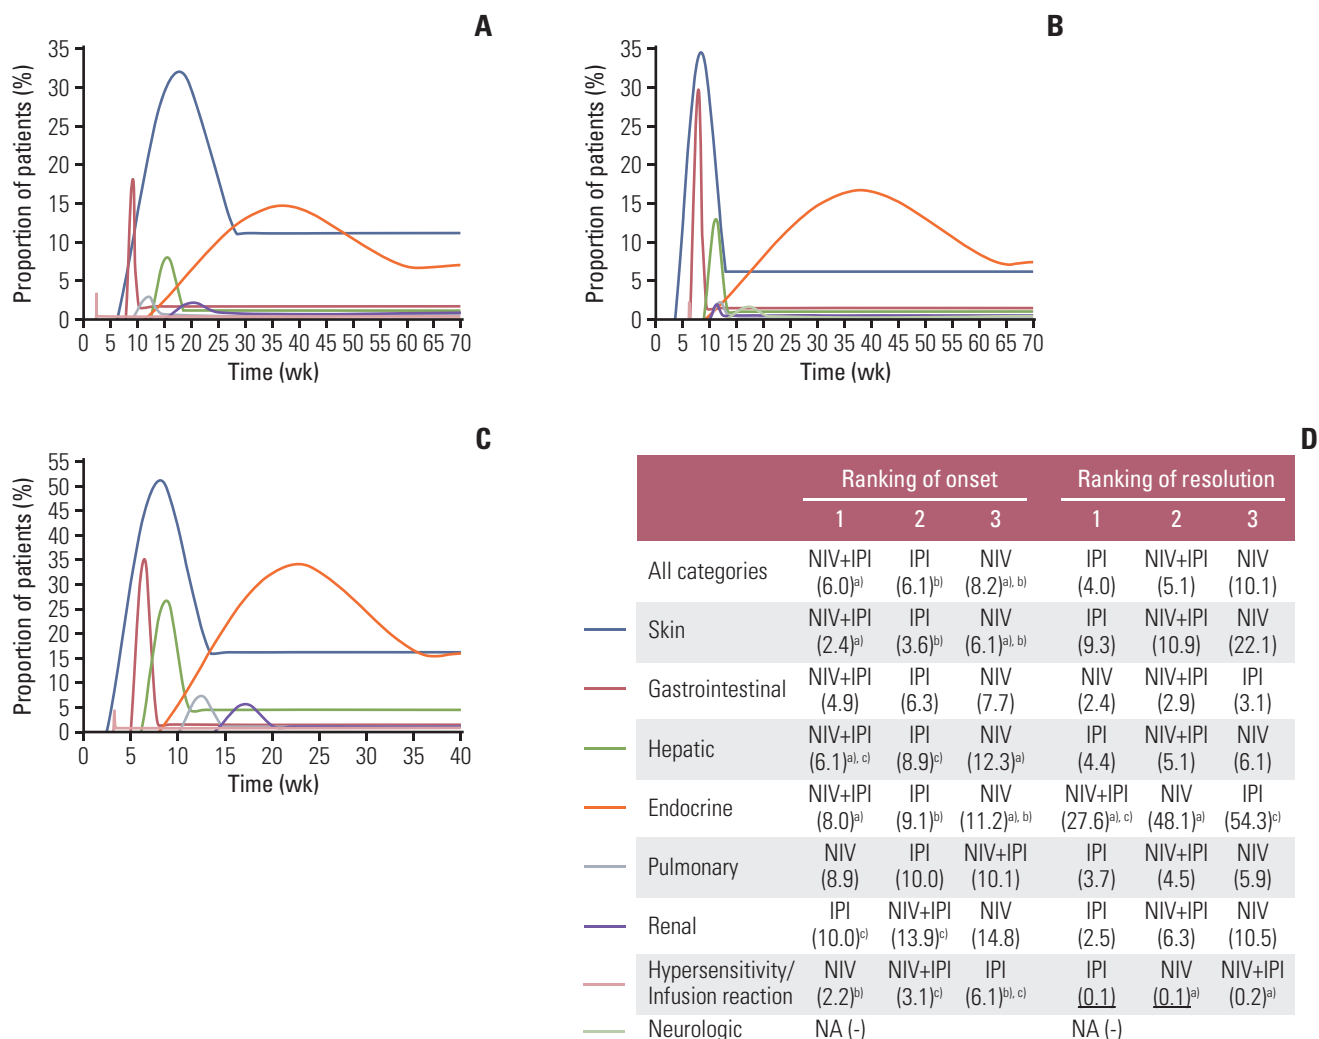 A
35
30
25
20
15
10
5
0
Proportion of patients (%)
0 5 10 15 20 25 30 35 40 45 50 55 60 65 70
Time (wk)
B
35
30
25
20
15
10
5
0
Proportion of patients (%)
0 5 10 15 20 25 30 35 40 45 50 55 60 65 70
Time (wk)
C
55
50
45
40
35
30
25
20
15
10
5
0
Proportion of patients (%)
0 5 10 15 20 25 30 35 40
Time (wk)
D
Ranking of onset Ranking of resolution
1 2 3 1 2 3
All categories NIV+IPI IPI NIV IPI NIV+IPI NIV
(6.0)a) (6.1)b) (8.2)a), b) (4.0) (5.1) (10.1)
Skin NIV+IPI IPI NIV IPI NIV+IPI NIV
(2.4)a) (3.6)b) (6.1)a), b) (9.3) (10.9) (22.1)
Gastrointestinal NIV+IPI IPI NIV NIV NIV+IPI IPI
(4.9) (6.3) (7.7) (2.4) (2.9) (3.1)
Hepatic NIV+IPI IPI NIV IPI NIV+IPI NIV
(6.1)a), c) (8.9)c) (12.3)a) (4.4) (5.1) (6.1)
Endocrine NIV+IPI IPI NIV NIV+IPI NIV IPI
(8.0)a) (9.1)b) (11.2)a), b) (27.6)a), c) (48.1)a) (54.3)c)
Pulmonary NIV IPI NIV+IPI IPI NIV+IPI NIV
(8.9) (10.0) (10.1) (3.7) (4.5) (5.9)
Renal IPI NIV+IPI NIV IPI NIV+IPI NIV
(10.0)c) (13.9)c) (14.8) (2.5) (6.3) (10.5)
Hypersensitivity/ NIV NIV+IPI IPI IPI NIV NIV+IPI
Infusion reaction (2.2)b) (3.1)c) (6.1)b), c) (0.1) (0.1)a) (0.2)a)
Neurologic NA (-) NA (-)